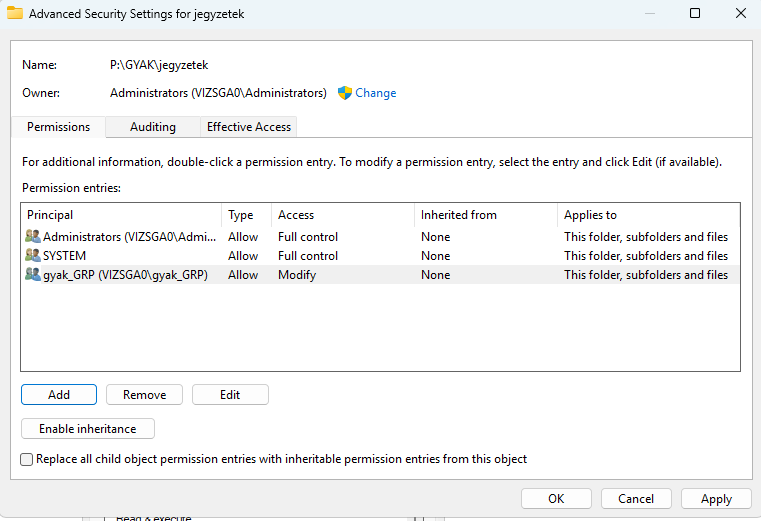 Advanced Security Settings for jegyzetek
Name: P:\GYAK\jegyzetek
Owner: Administrators (VIZSGA0\Administrators) Change
Permissions Auditing Effective Access
For additional information, double-click a permission entry. To modify a permission entry, select the entry and click Edit (if available).
Permission entries:
Principal Type Access Inherited from Applies to
Administrators (VIZSGA0\Admi... Allow Full control None This folder, subfolders and files
SYSTEM Allow Full control None This folder, subfolders and files
gyak_GRP (VIZSGA0\gyak_GRP) Allow Modify None This folder, subfolders and files
Add Remove Edit
Enable inheritance
Replace all child object permission entries with inheritable permission entries from this object
OK Cancel Apply
Read & execute